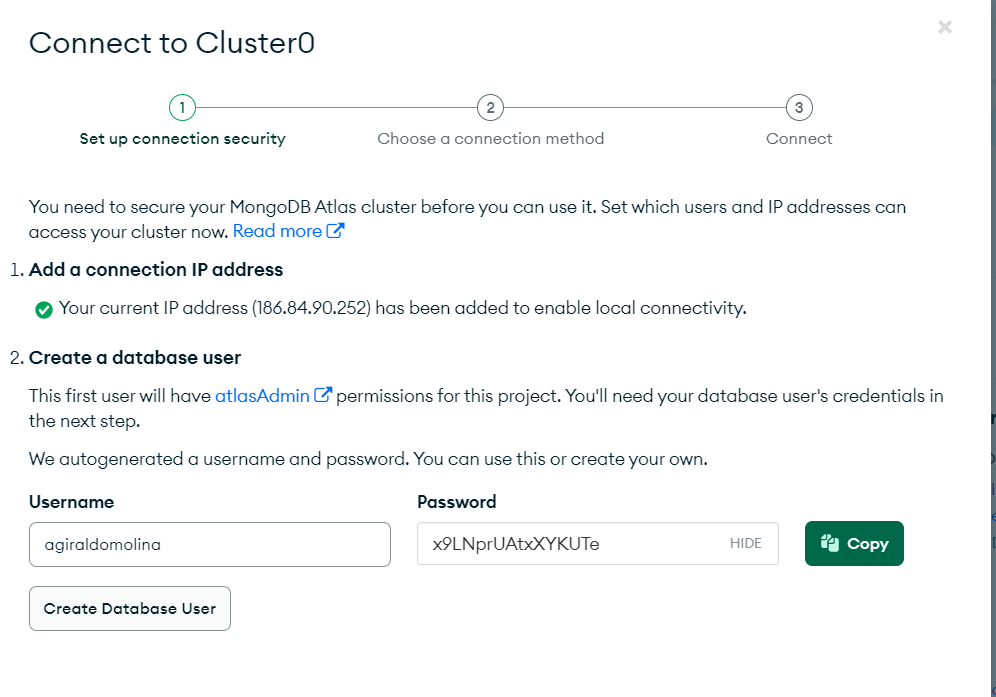 Connect to Cluster0
1 2 3
Set up connection security Choose a connection method Connect
You need to secure your MongoDB Atlas cluster before you can use it. Set which users and IP addresses can
access your cluster now. Read more
1. Add a connection IP address
Your current IP address (186.84.90.252) has been added to enable local connectivity.
2. Create a database user
This first user will have atlasAdmin permissions for this project. You'll need your database user's credentials in
the next step.
We autogenerated a username and password. You can use this or create your own.
Username Password
agiraldomolina x9LNprUAtxXYKUTe HIDE Copy
Create Database User